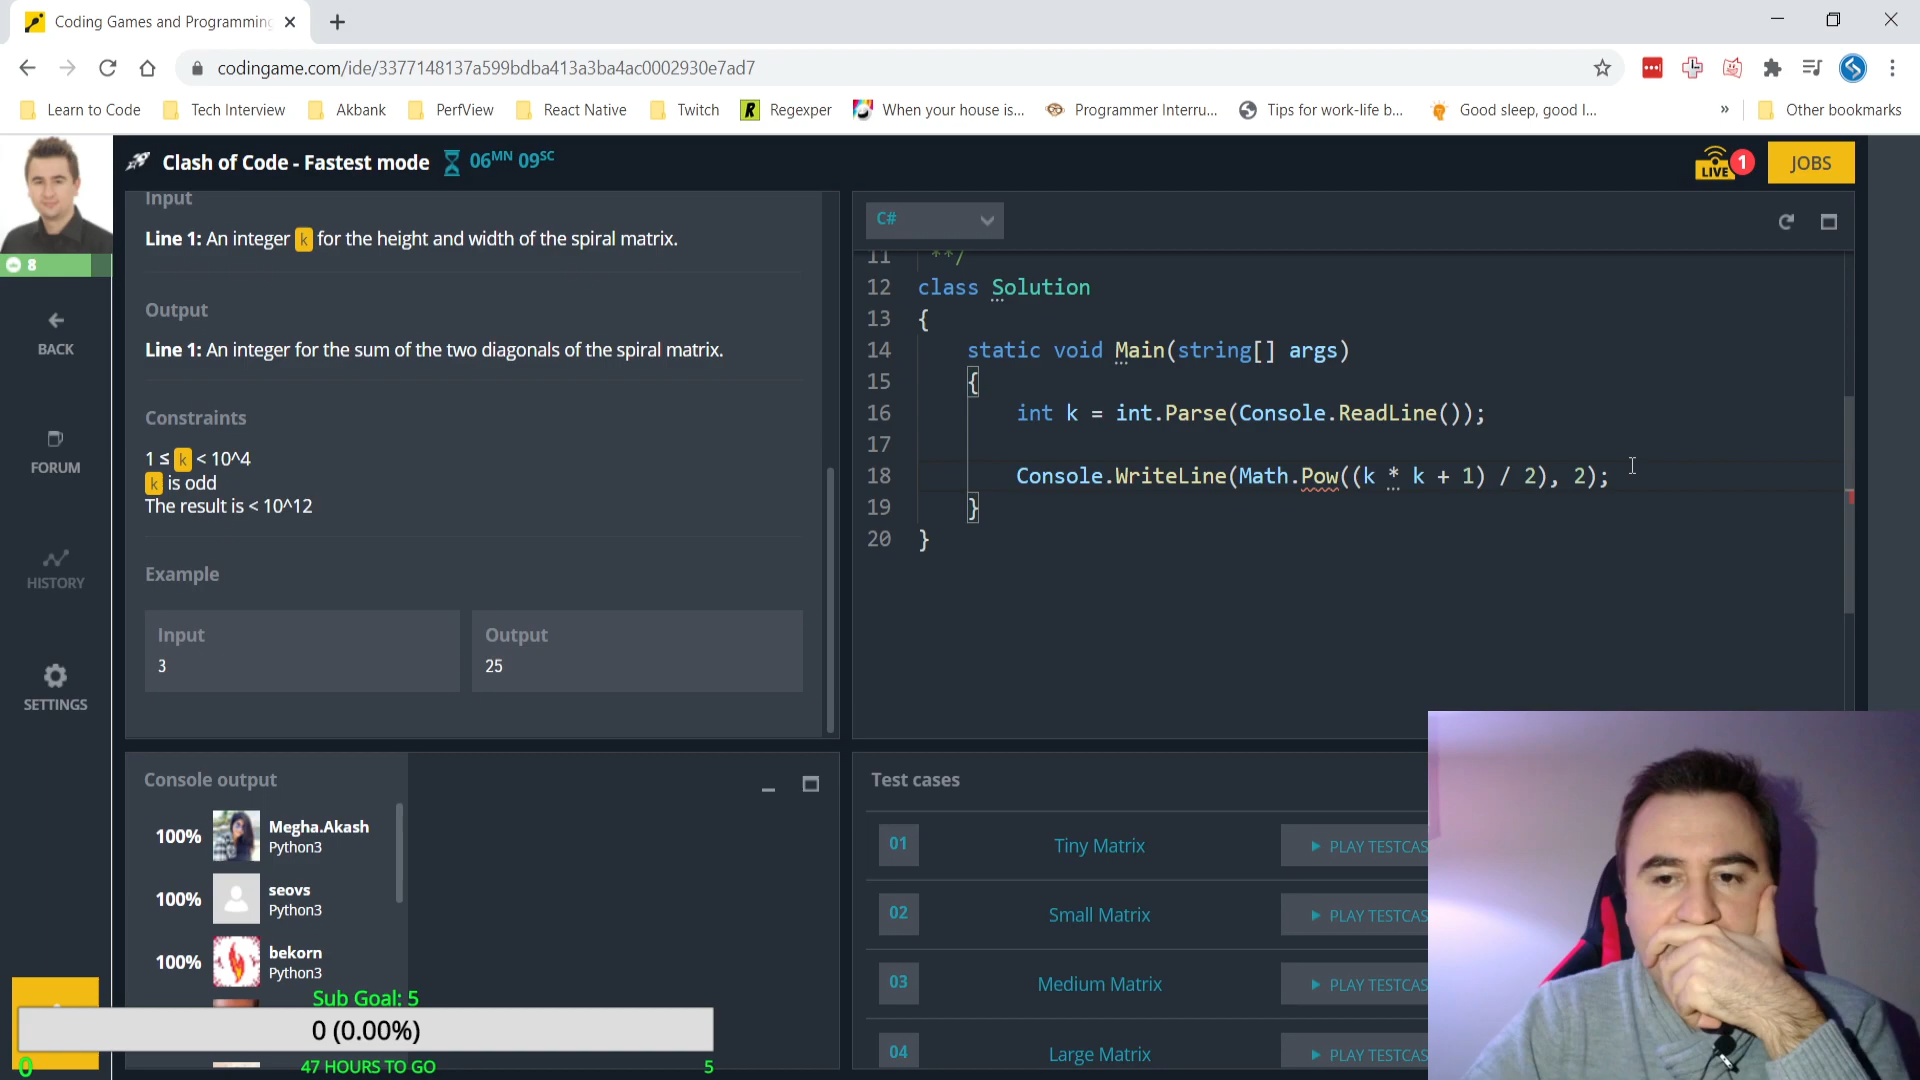 Coding Games and Programming
codingame.com/ide/3377148137a599bdba413a3ba4ac0002930e7ad7
Learn to Code
Tech Interview
Akbank
PerfView
React Native
Twitch
R
Regexper
When your house is...
Programmer Interru...
Tips for work-life b...
Good sleep, good l...
»
Other bookmarks
Clash of Code - Fastest mode
06MN 09SC
LIVE
1
JOBS
8
BACK
FORUM
HISTORY
SETTINGS
Input
Line 1: An integer k for the height and width of the spiral matrix.
Output
Line 1: An integer for the sum of the two diagonals of the spiral matrix.
Constraints
1 ≤ k < 10^4
k is odd
The result is < 10^12
Example
Input
3
Output
25
C#
11 **/
12 class Solution
13 {
14 static void Main(string[] args)
15 {
16 int k = int.Parse(Console.ReadLine());
17
18 Console.WriteLine(Math.Pow((k * k + 1) / 2), 2);
19 }
20 }
Console output
100%
Megha.Akash
Python3
100%
seovs
Python3
100%
bekorn
Python3
Sub Goal: 5
0 (0.00%)
0
47 HOURS TO GO
5
Test cases
01
Tiny Matrix
PLAY TESTCAS
02
Small Matrix
PLAY TESTCAS
03
Medium Matrix
PLAY TESTCAS
04
Large Matrix
PLAY TESTCAS